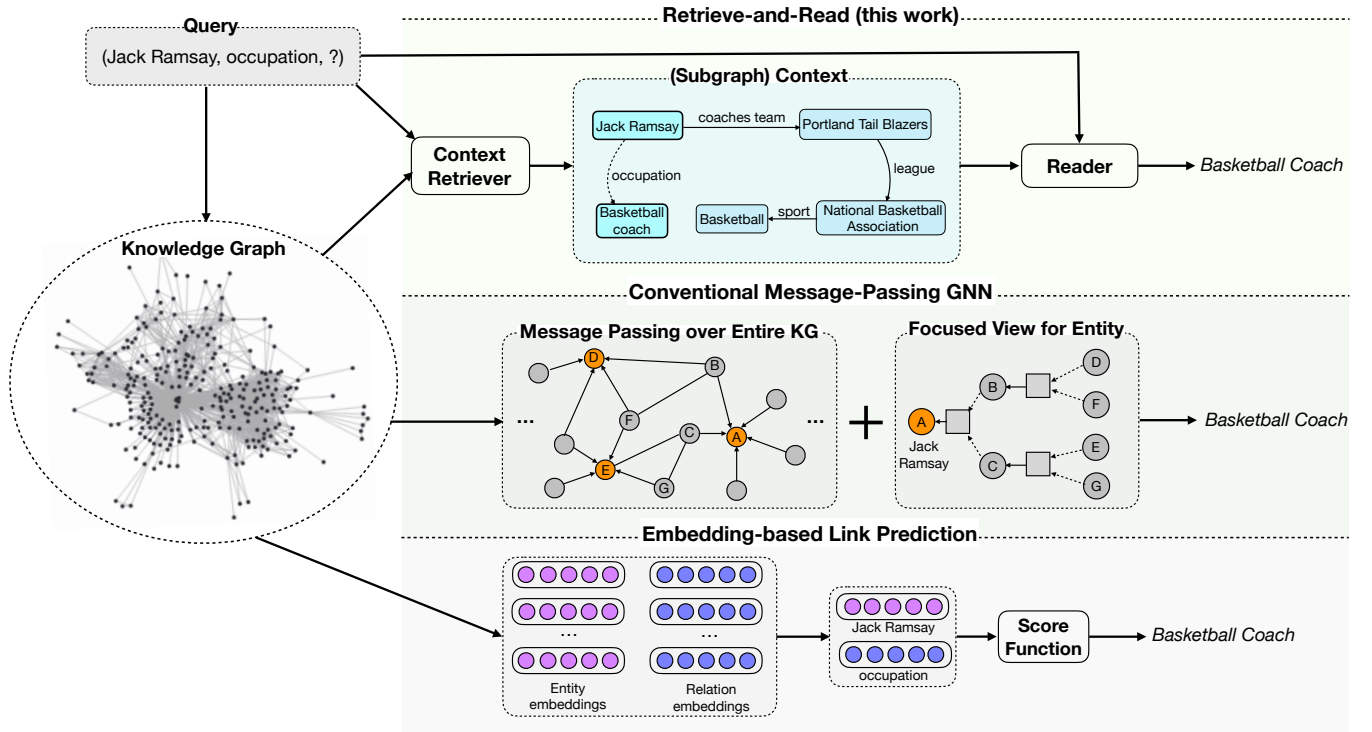 Retrieve-and-Read (this work)
Query
(Jack Ramsay, occupation, ?)
(Subgraph) Context
Jack Ramsay
coaches team
Portland Tail Blazers
occupation
league
Basketball
coach
Basketball
sport
National Basketball
Association
Context
Retriever
Reader
Basketball Coach
Knowledge Graph
Conventional Message-Passing GNN
Message Passing over Entire KG
D
B
F
C
A
E
G
...
...
+
Focused View for Entity
D
B
F
A
Jack
Ramsay
E
C
G
Basketball Coach
Embedding-based Link Prediction
...
...
Entity
embeddings
Relation
embeddings
Jack Ramsay
occupation
Score
Function
Basketball Coach